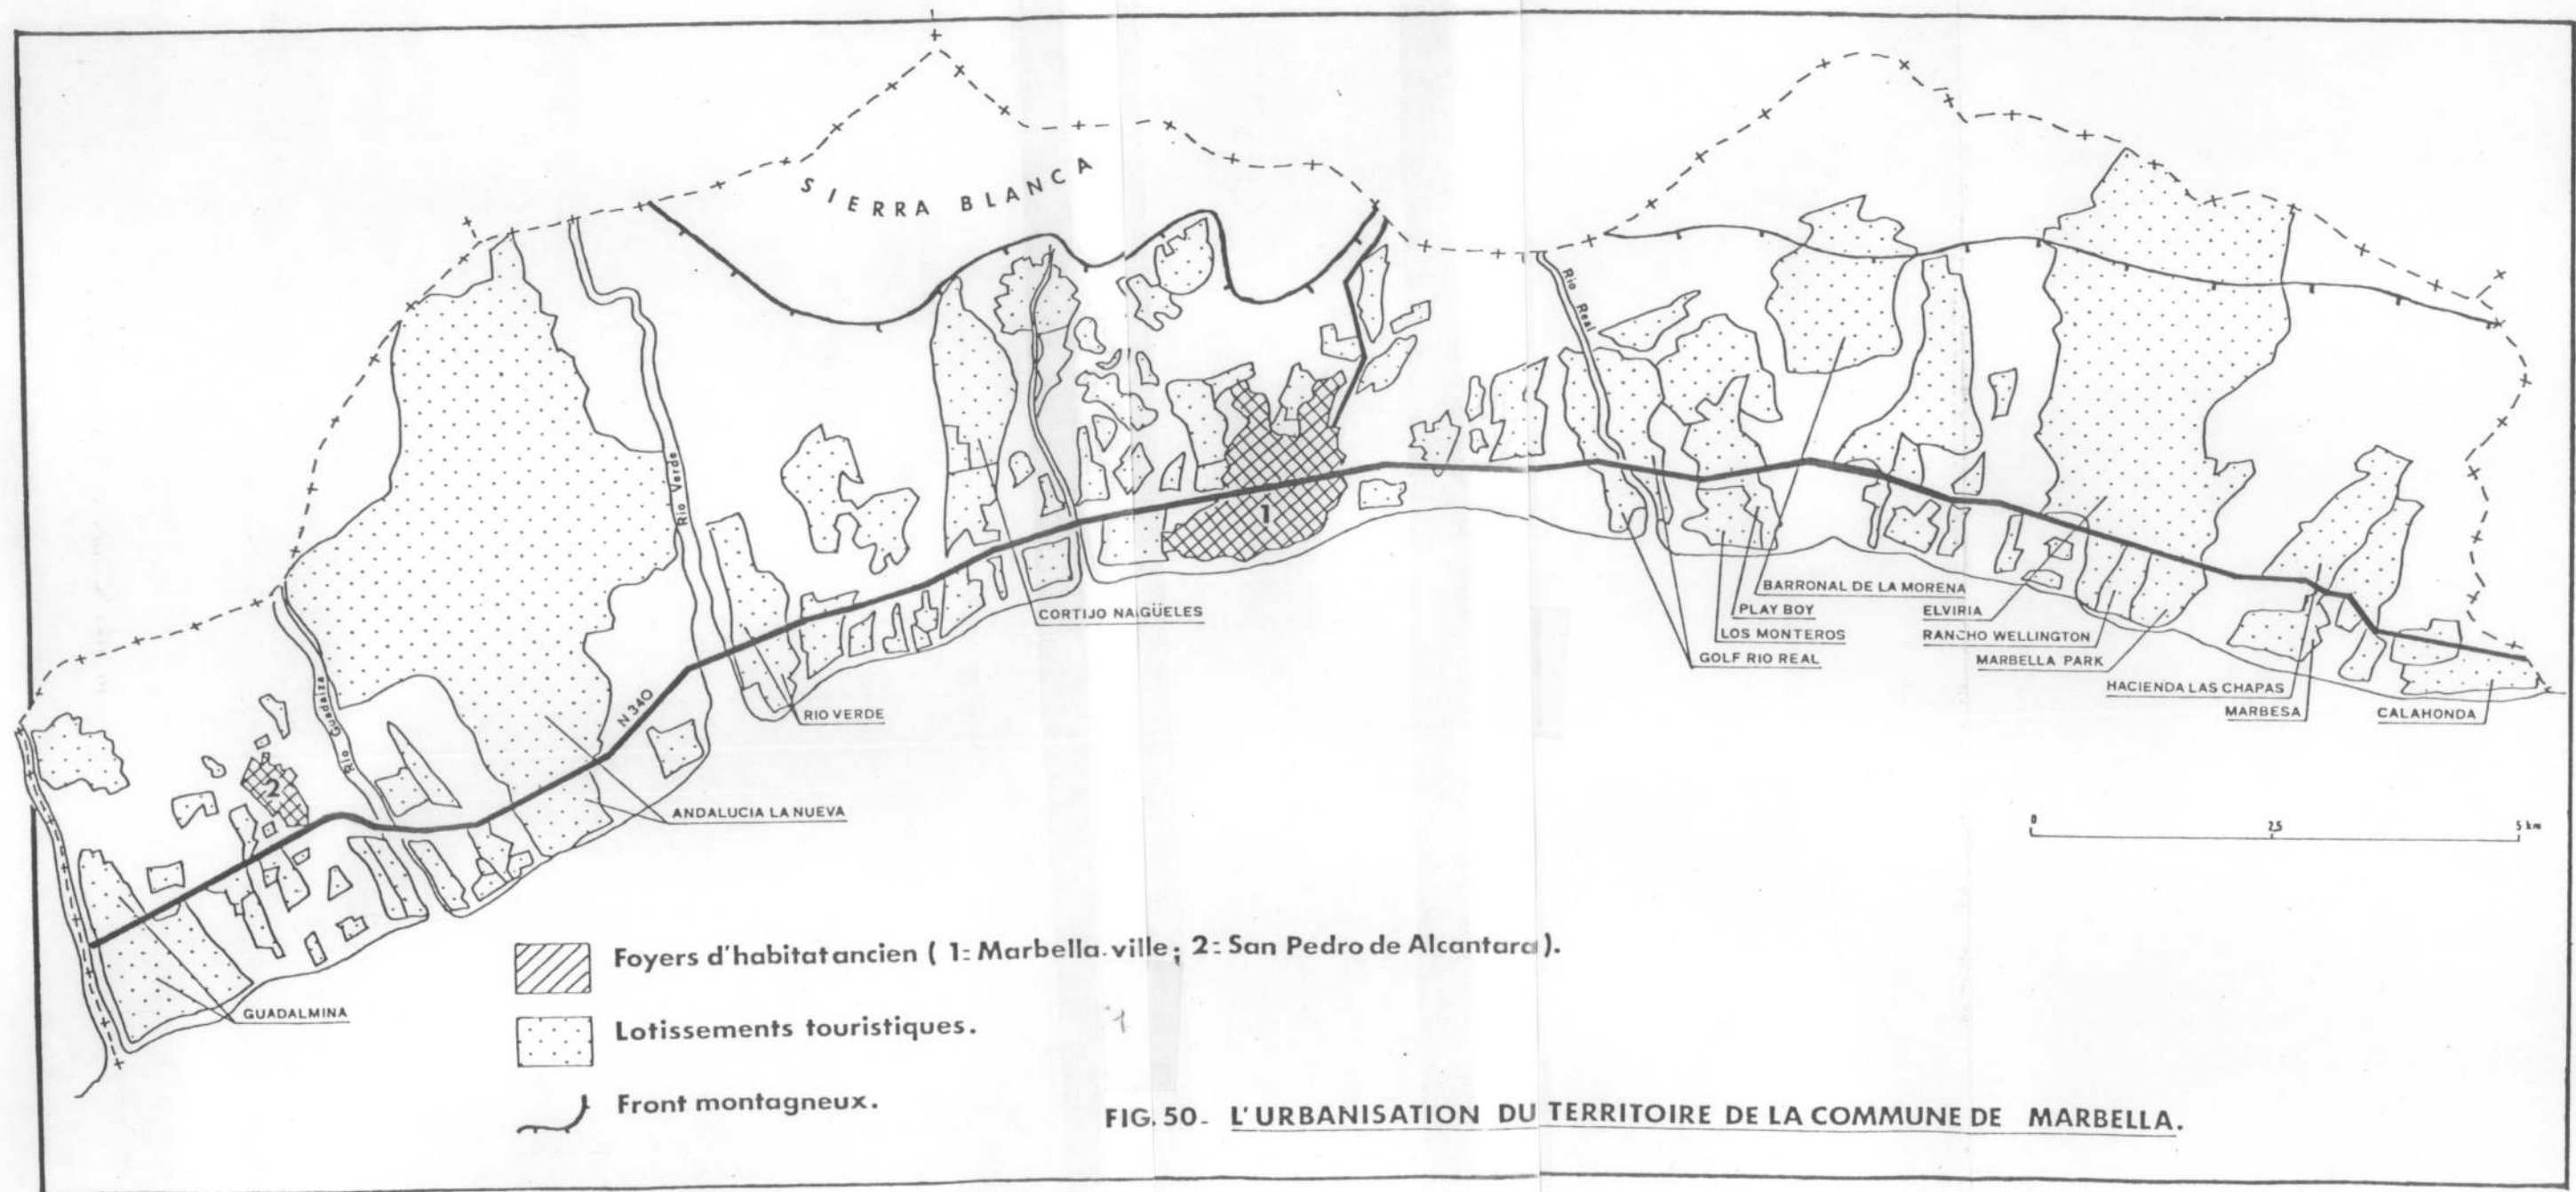 SIERRA BLANCA
Rio Real
Rio Verde
Rio Guadaiza
N 340
1
2
CORTIJO NAGÜELES
BARRONAL DE LA MORENA
PLAY BOY
LOS MONTEROS
GOLF RIO REAL
ELVIRIA
RANCHO WELLINGTON
MARBELLA PARK
HACIENDA LAS CHAPAS
MARBESA
CALAHONDA
RIO VERDE
ANDALUCIA LA NUEVA
GUADALMINA
0 2,5 5 km
Foyers d'habitat ancien ( 1: Marbella-ville; 2: San Pedro de Alcantara ).
Lotissements touristiques.
Front montagneux.
FIG. 50- L'URBANISATION DU TERRITOIRE DE LA COMMUNE DE MARBELLA.